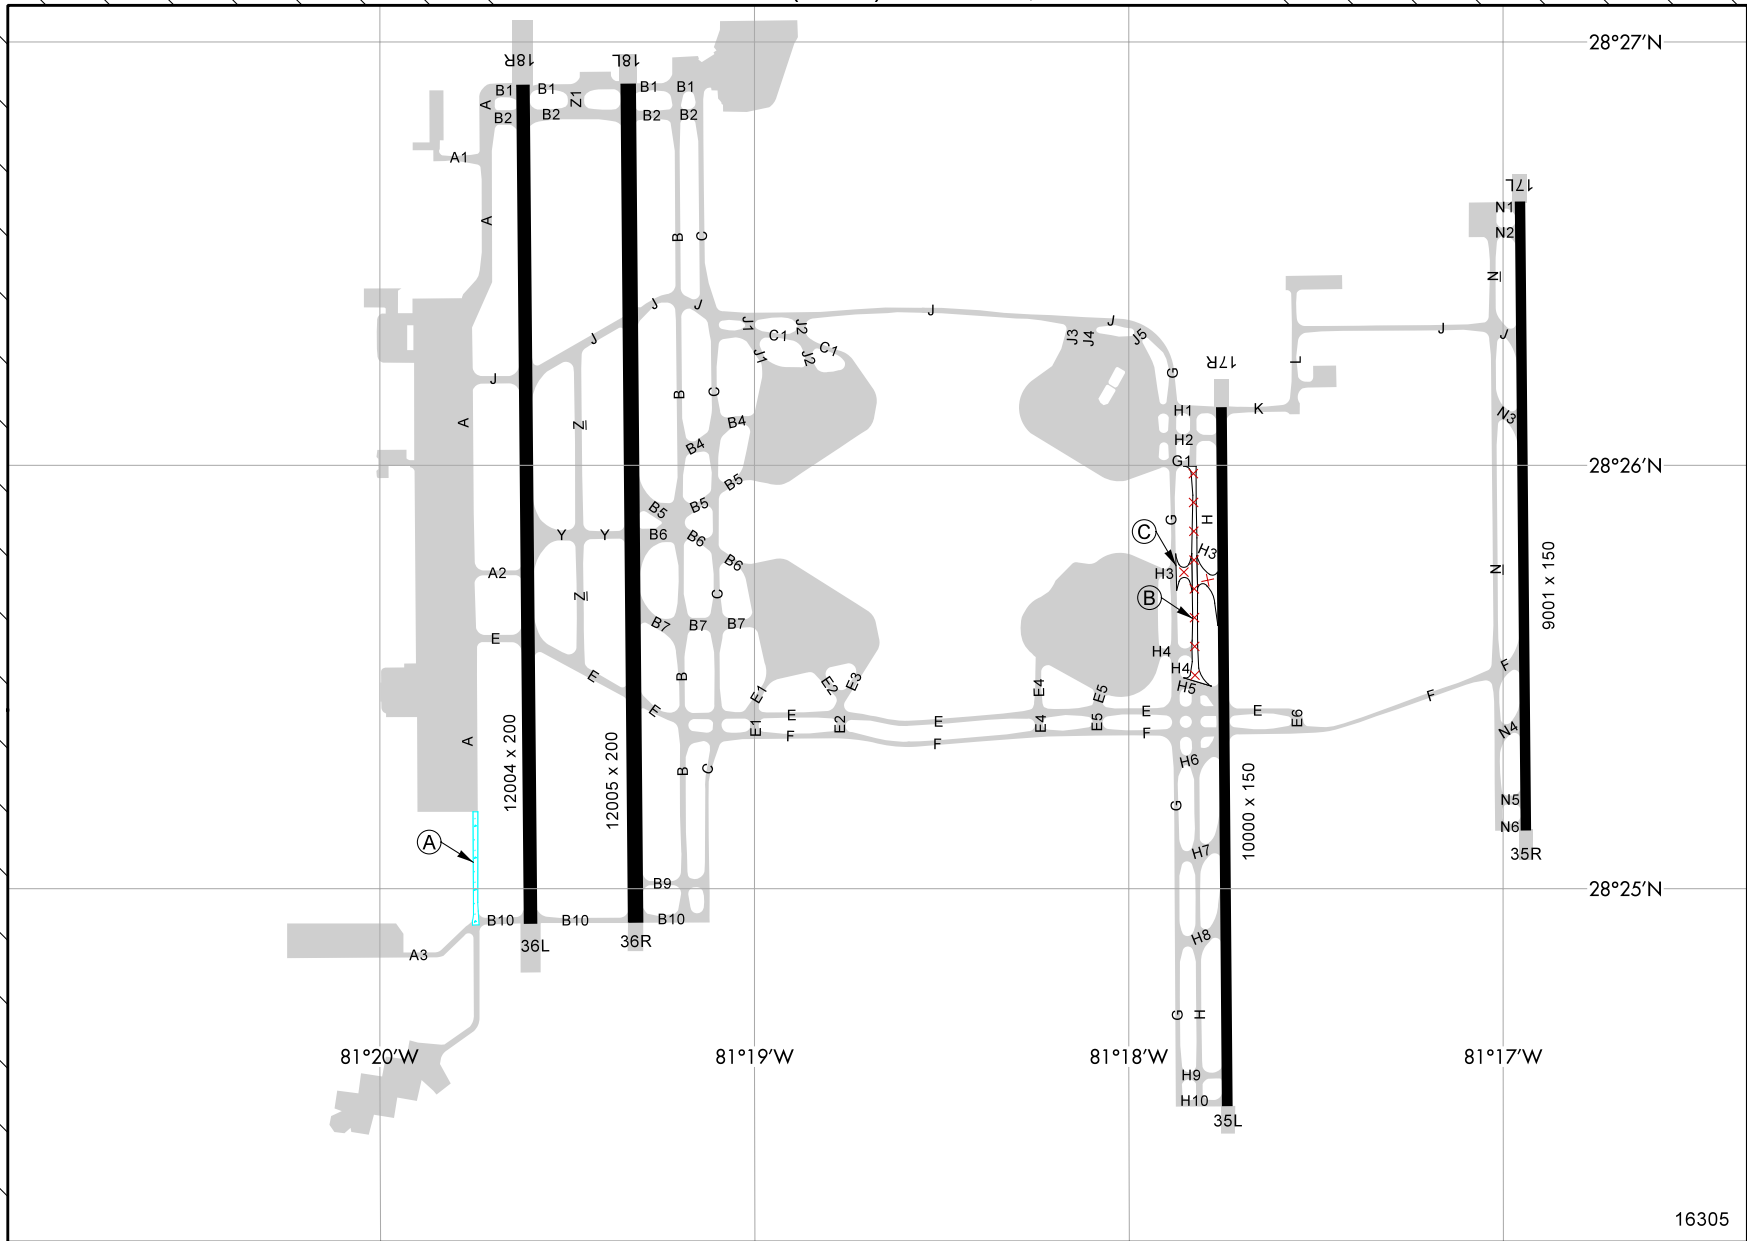 28°27'N
18R
18L
B1
B1
B1
B1
A
Z1
B2
B2
B2
B2
A1
17L
N1
N2
A
B
C
N
J
J
J
J
J
J
J
J
J1
J2
C1
C1
J1
J2
J3
J4
J5
G
L
17R
J
A
Z
B
C
B4
B4
H1
K
H2
N3
G1
28°26'N
B5
B5
B5
G
H
C
Y
Y
B6
B6
B6
H3
H3
A2
N
9001 x 150
B
Z
C
B7
B7
B7
E
H4
H4
H5
F
E
B
E1
E2
E3
E4
E5
E
E
E
E
E
E6
F
E1
E2
E4
E5
F
F
F
N4
A
12004 x 200
12005 x 200
B
C
H6
G
10000 x 150
N5
N6
35R
A
H7
B9
28°25'N
B10
B10
B10
36L
36R
A3
H8
G
H
81°20'W
81°19'W
81°18'W
81°17'W
H9
H10
35L
16305